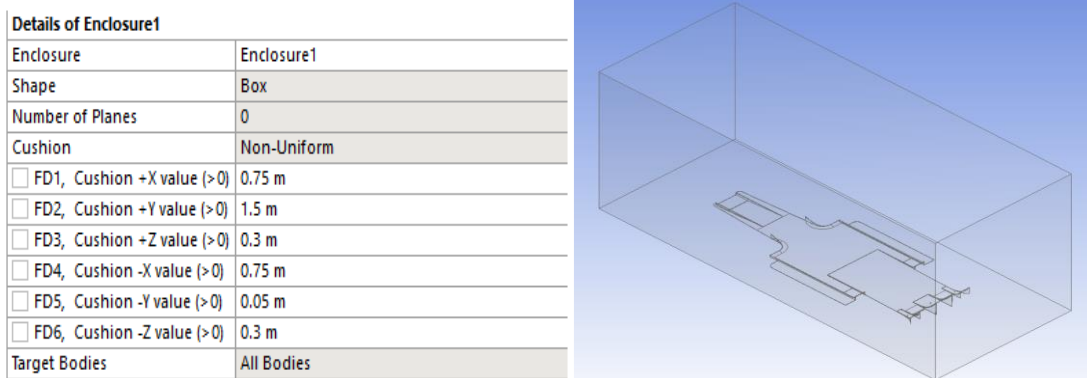 Details of Enclosure1
Enclosure Enclosure1
Shape Box
Number of Planes 0
Cushion Non-Uniform
FD1, Cushion +X value (>0) 0.75 m
FD2, Cushion +Y value (>0) 1.5 m
FD3, Cushion +Z value (>0) 0.3 m
FD4, Cushion -X value (>0) 0.75 m
FD5, Cushion -Y value (>0) 0.05 m
FD6, Cushion -Z value (>0) 0.3 m
Target Bodies All Bodies